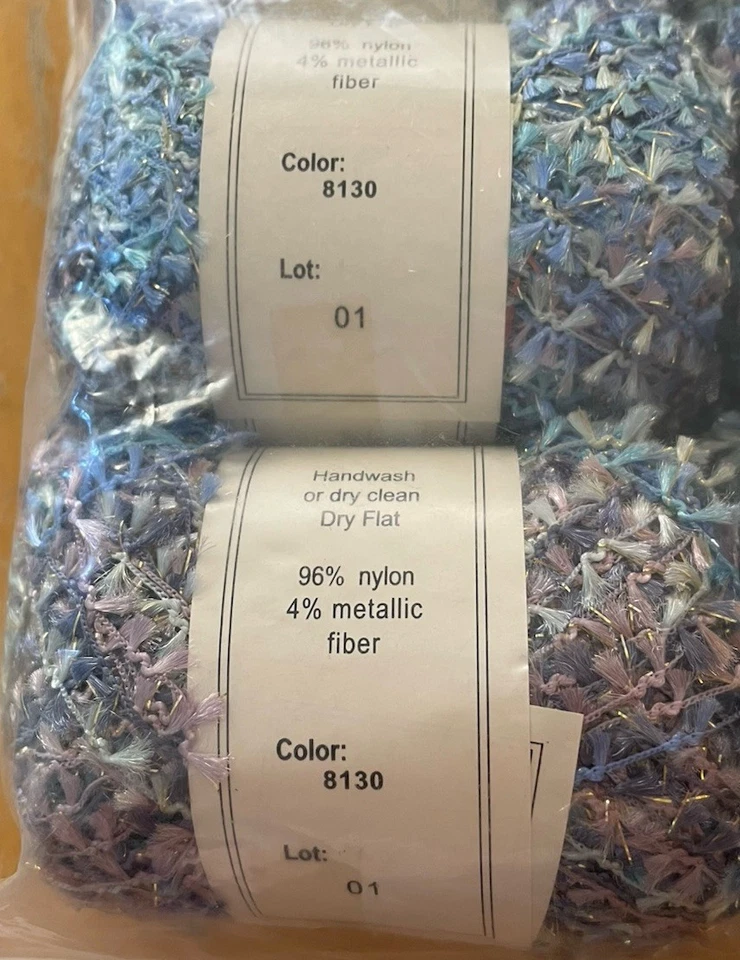 96% nylon
4% metallic
fiber
Color:
8130
Lot:
01
Handwash
or dry clean
Dry Flat
96% nylon
4% metallic
fiber
Color:
8130
Lot:
01